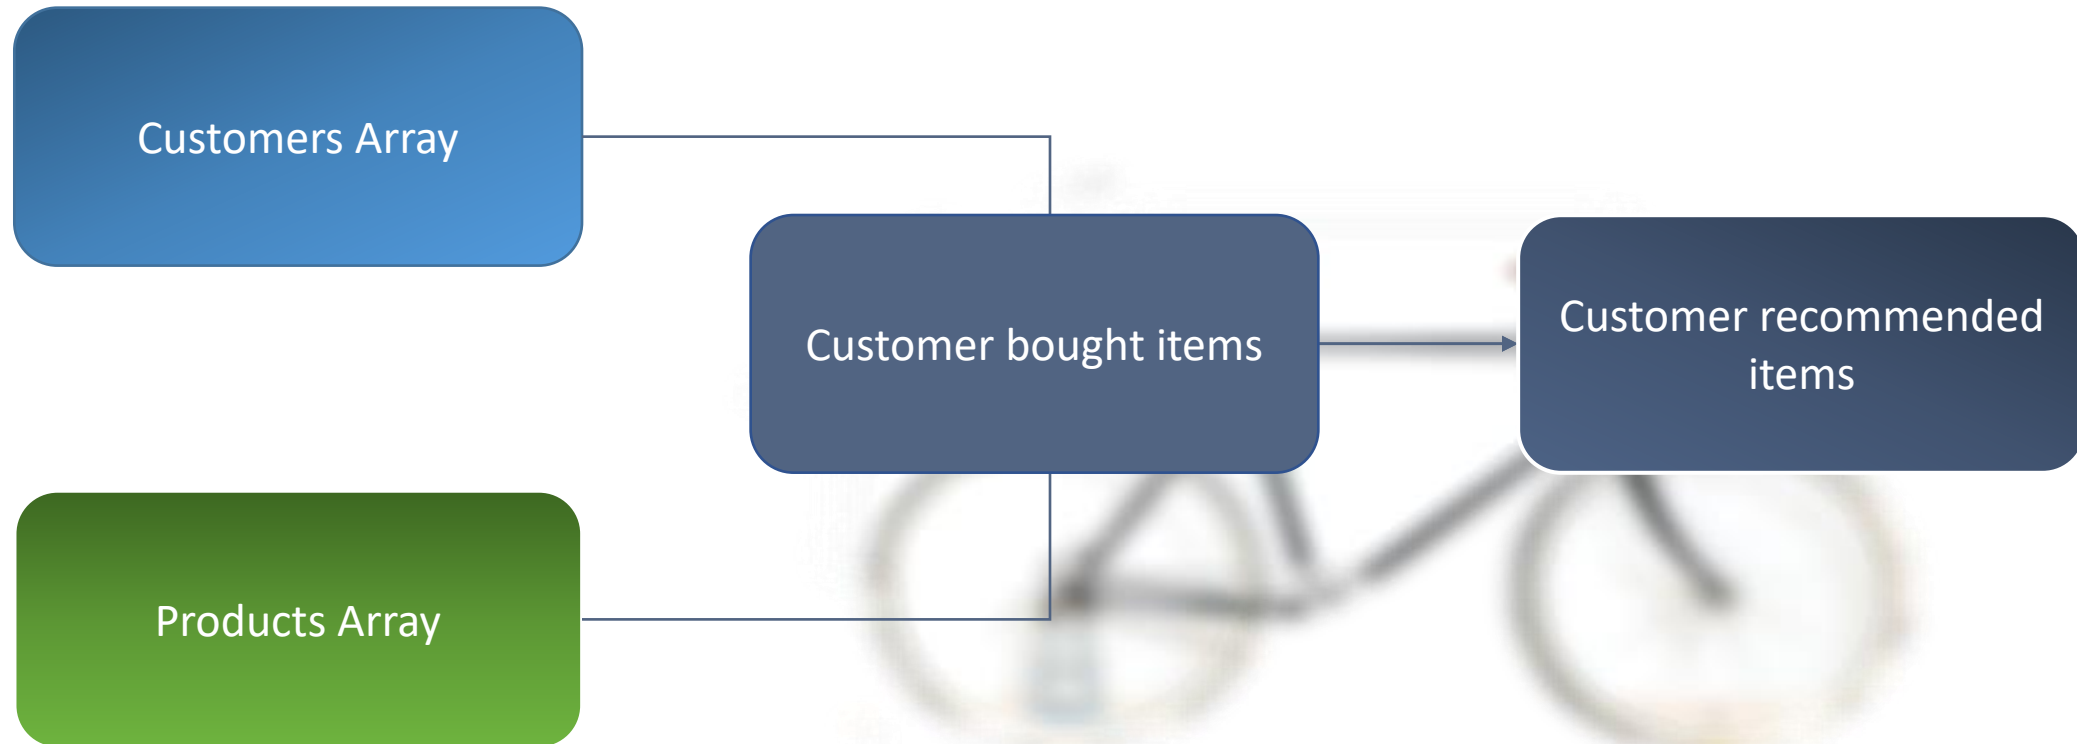 Customers Array
Customer bought items
Customer recommended
items
Products Array